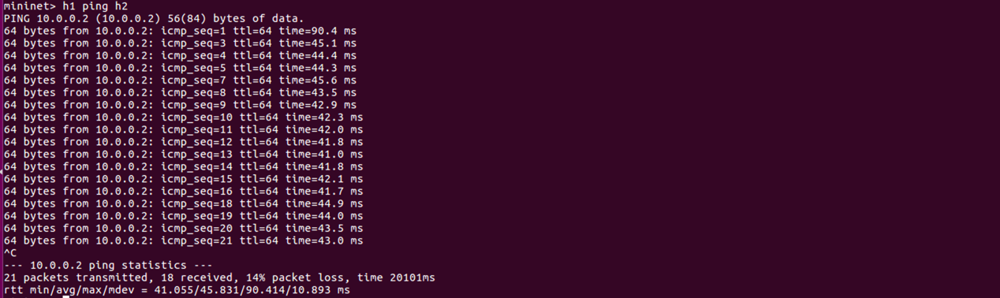 mininet> h1 ping h2
PING 10.0.0.2 (10.0.0.2) 56(84) bytes of data.
64 bytes from 10.0.0.2: icmp_seq=1 ttl=64 time=90.4 ms
64 bytes from 10.0.0.2: icmp_seq=3 ttl=64 time=45.1 ms
64 bytes from 10.0.0.2: icmp_seq=4 ttl=64 time=44.4 ms
64 bytes from 10.0.0.2: icmp_seq=5 ttl=64 time=44.3 ms
64 bytes from 10.0.0.2: icmp_seq=7 ttl=64 time=45.6 ms
64 bytes from 10.0.0.2: icmp_seq=8 ttl=64 time=43.5 ms
64 bytes from 10.0.0.2: icmp_seq=9 ttl=64 time=42.9 ms
64 bytes from 10.0.0.2: icmp_seq=10 ttl=64 time=42.3 ms
64 bytes from 10.0.0.2: icmp_seq=11 ttl=64 time=42.0 ms
64 bytes from 10.0.0.2: icmp_seq=12 ttl=64 time=41.8 ms
64 bytes from 10.0.0.2: icmp_seq=13 ttl=64 time=41.0 ms
64 bytes from 10.0.0.2: icmp_seq=14 ttl=64 time=41.8 ms
64 bytes from 10.0.0.2: icmp_seq=15 ttl=64 time=42.1 ms
64 bytes from 10.0.0.2: icmp_seq=16 ttl=64 time=41.7 ms
64 bytes from 10.0.0.2: icmp_seq=18 ttl=64 time=44.9 ms
64 bytes from 10.0.0.2: icmp_seq=19 ttl=64 time=44.0 ms
64 bytes from 10.0.0.2: icmp_seq=20 ttl=64 time=43.5 ms
64 bytes from 10.0.0.2: icmp_seq=21 ttl=64 time=43.0 ms
^C
--- 10.0.0.2 ping statistics ---
21 packets transmitted, 18 received, 14% packet loss, time 20101ms
rtt min/avg/max/mdev = 41.055/45.831/90.414/10.893 ms